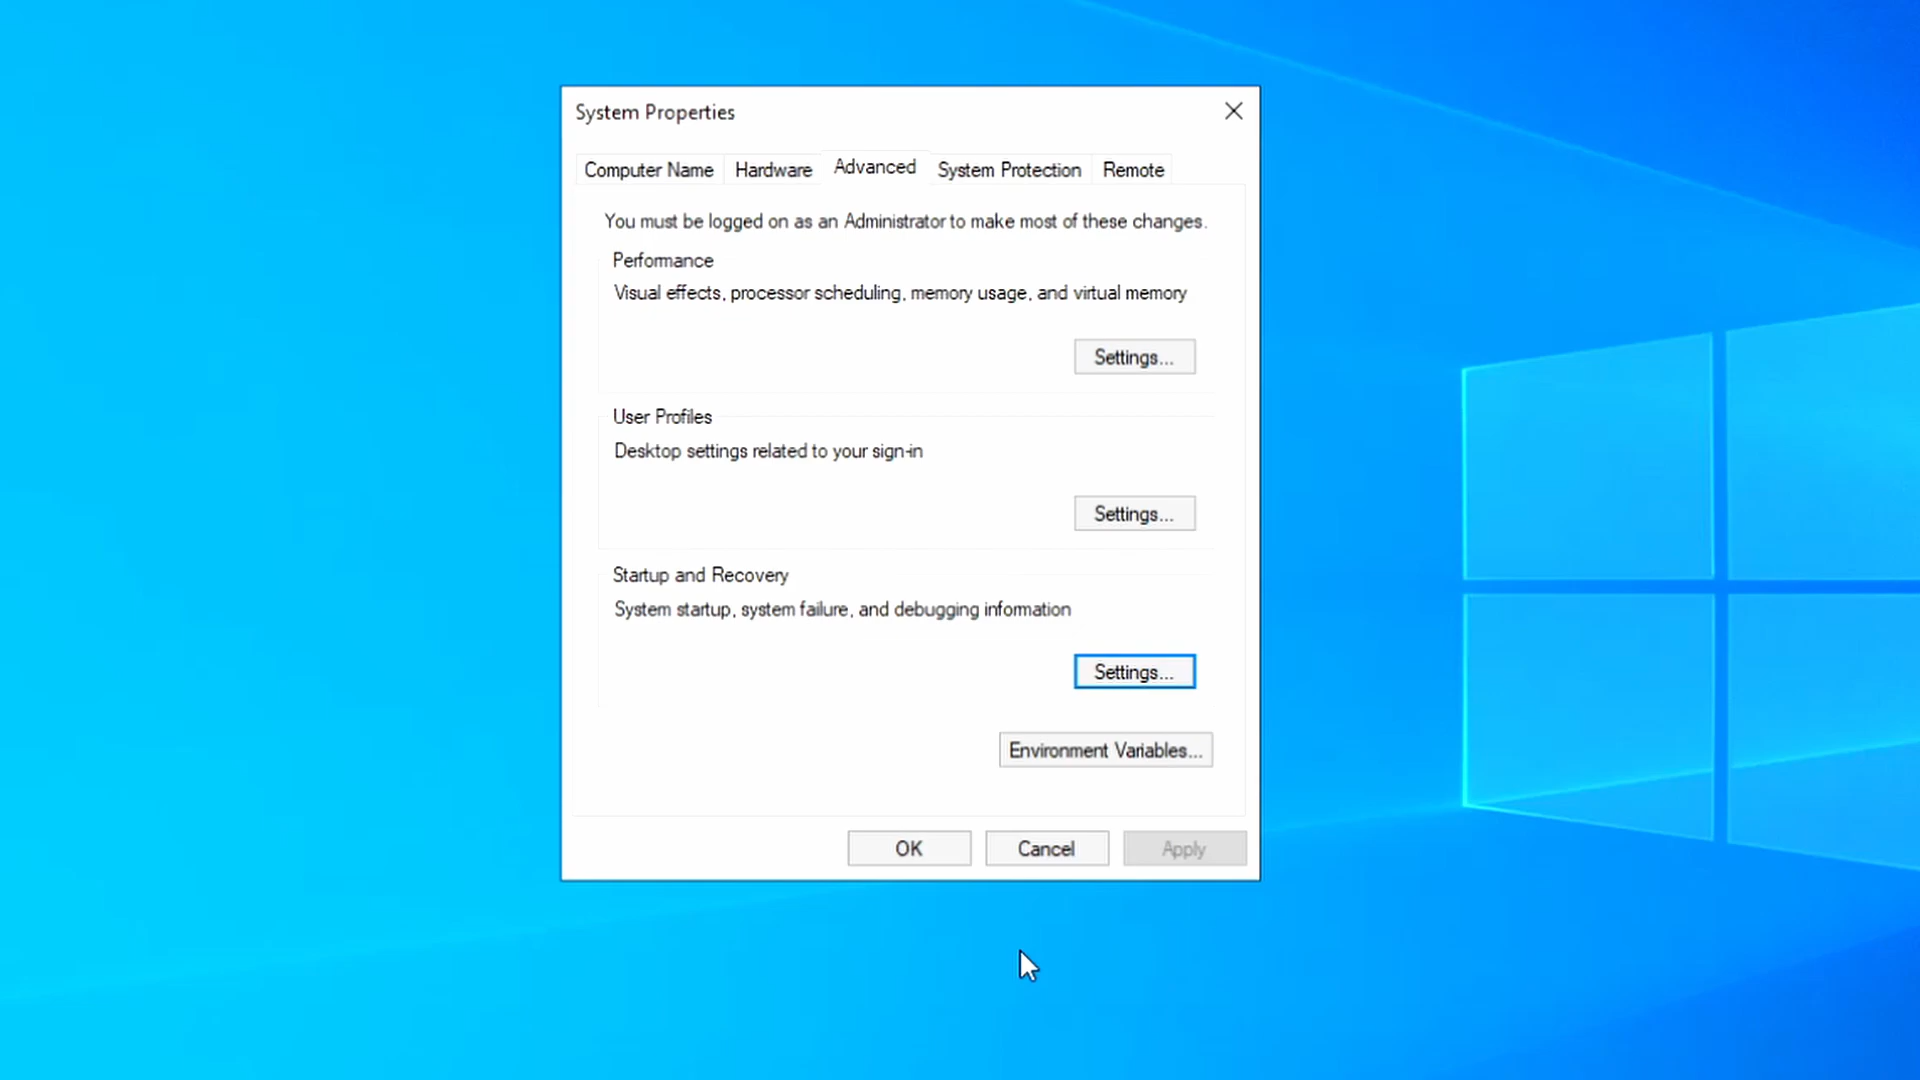 System Properties
Computer Name Hardware Advanced System Protection Remote
You must be logged on as an Administrator to make most of these changes.
Performance
Visual effects, processor scheduling, memory usage, and virtual memory
Settings...
User Profiles
Desktop settings related to your sign-in
Settings...
Startup and Recovery
System startup, system failure, and debugging information
Settings...
Environment Variables...
OK Cancel Apply